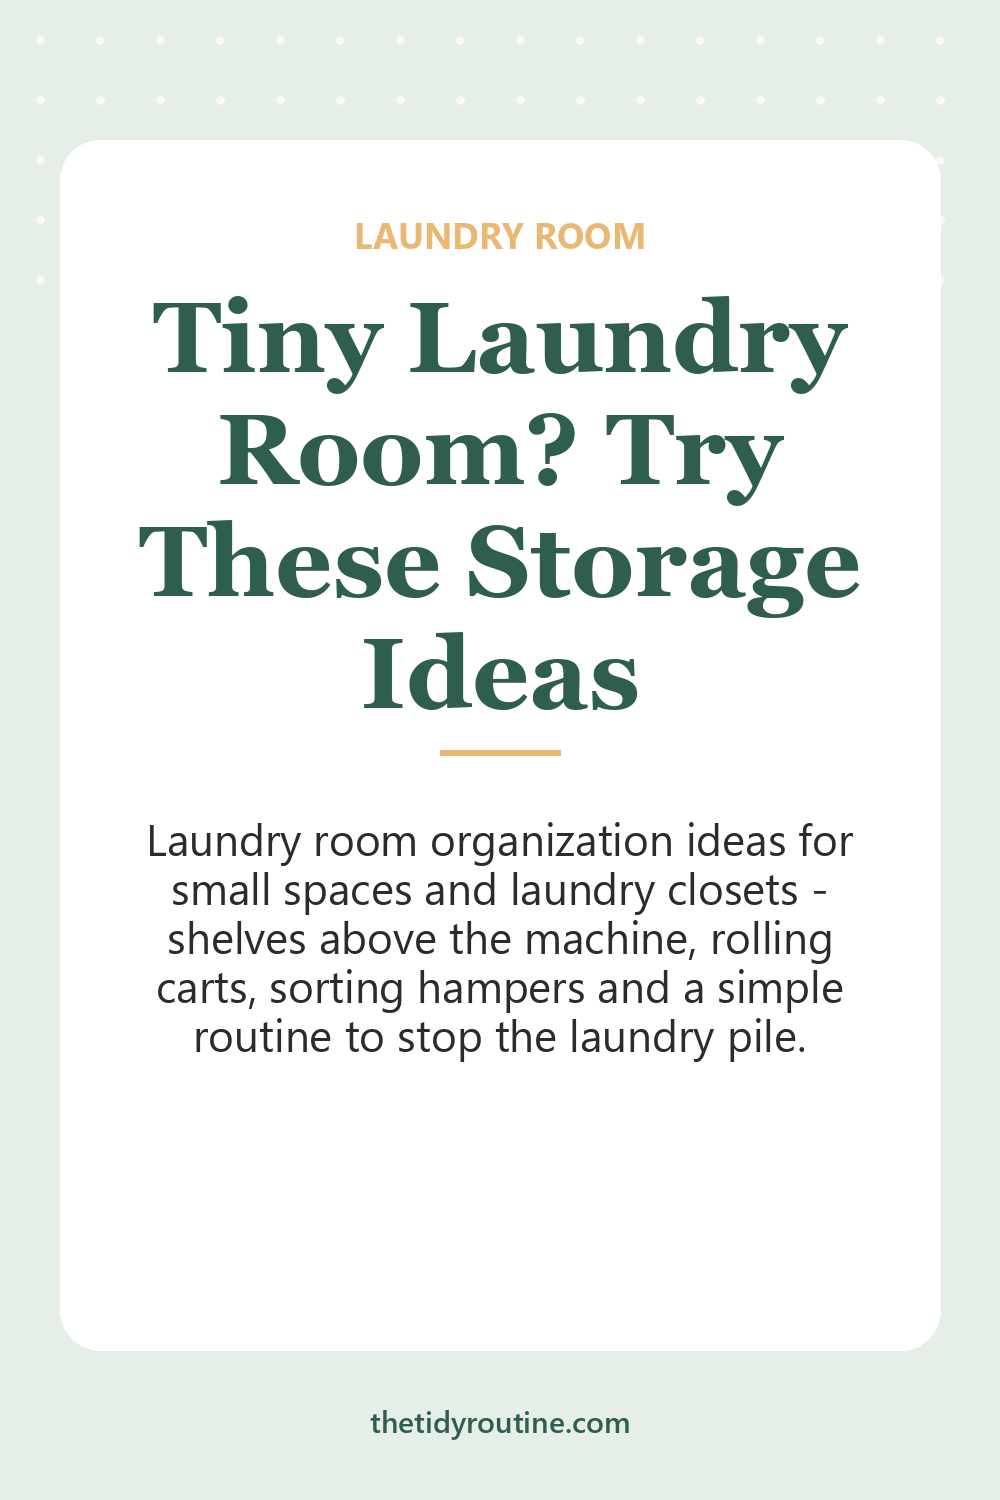 LAUNDRY ROOM
Tiny Laundry
Room? Try
These Storage
Ideas
Laundry room organization ideas for
small spaces and laundry closets -
shelves above the machine, rolling
carts, sorting hampers and a simple
routine to stop the laundry pile.
thetidyroutine.com